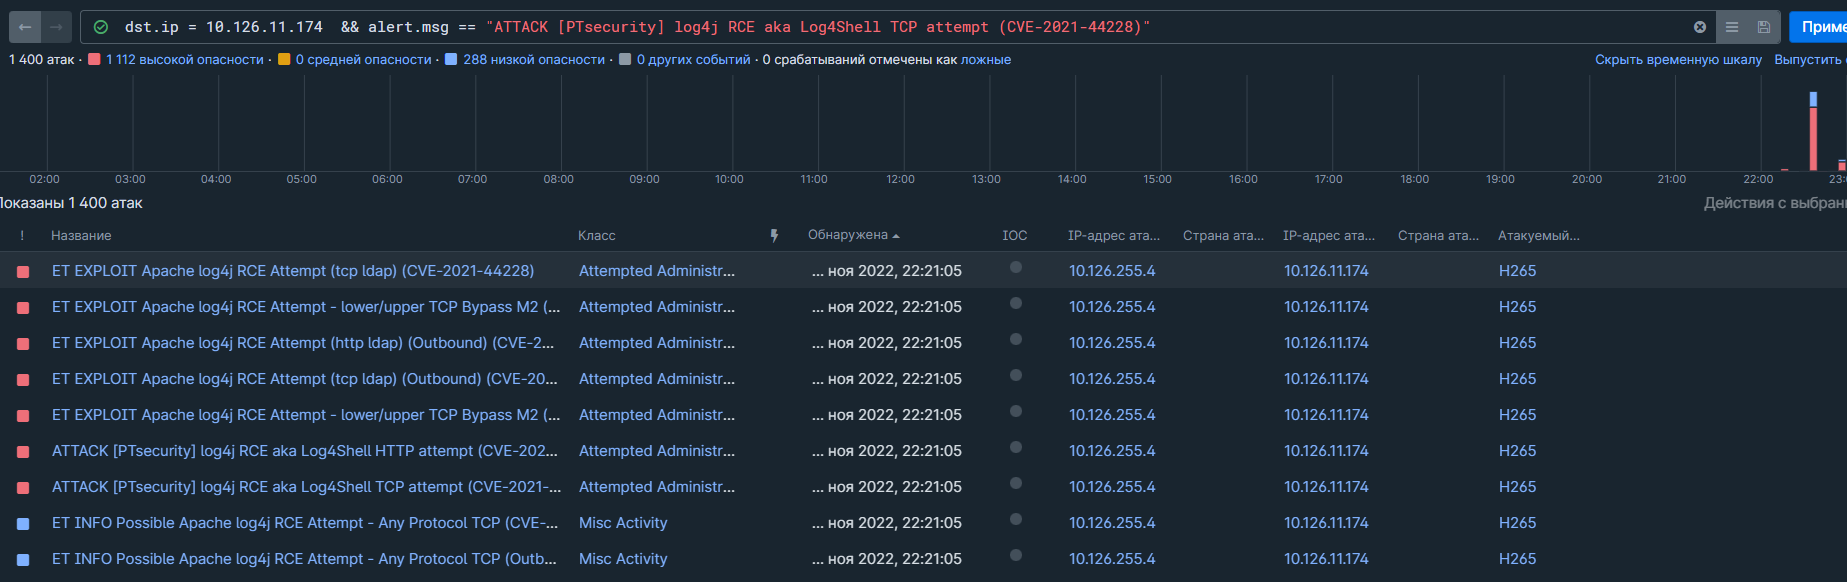 ← → dst.ip = 10.126.11.174 && alert.msg == "ATTACK [PTsecurity] log4j RCE aka Log4Shell TCP attempt (CVE-2021-44228)" Приме
1 400 атак · 1 112 высокой опасности · 0 средней опасности · 288 низкой опасности · 0 других событий · 0 срабатываний отмечены как ложные Скрыть временную шкалу Выпустить
02:00 03:00 04:00 05:00 06:00 07:00 08:00 09:00 10:00 11:00 12:00 13:00 14:00 15:00 16:00 17:00 18:00 19:00 20:00 21:00 22:00 23:0
Показаны 1 400 атак Действия с выбран
! Название Класс Обнаружена IOC IP-адрес ата... Страна ата... IP-адрес ата... Страна ата... Атакуемый...
ET EXPLOIT Apache log4j RCE Attempt (tcp ldap) (CVE-2021-44228) Attempted Administr... ... ноя 2022, 22:21:05 10.126.255.4 10.126.11.174 H265
ET EXPLOIT Apache log4j RCE Attempt - lower/upper TCP Bypass M2 (... Attempted Administr... ... ноя 2022, 22:21:05 10.126.255.4 10.126.11.174 H265
ET EXPLOIT Apache log4j RCE Attempt (http ldap) (Outbound) (CVE-2... Attempted Administr... ... ноя 2022, 22:21:05 10.126.255.4 10.126.11.174 H265
ET EXPLOIT Apache log4j RCE Attempt (tcp ldap) (Outbound) (CVE-20... Attempted Administr... ... ноя 2022, 22:21:05 10.126.255.4 10.126.11.174 H265
ET EXPLOIT Apache log4j RCE Attempt - lower/upper TCP Bypass M2 (... Attempted Administr... ... ноя 2022, 22:21:05 10.126.255.4 10.126.11.174 H265
ATTACK [PTsecurity] log4j RCE aka Log4Shell HTTP attempt (CVE-202... Attempted Administr... ... ноя 2022, 22:21:05 10.126.255.4 10.126.11.174 H265
ATTACK [PTsecurity] log4j RCE aka Log4Shell TCP attempt (CVE-2021-... Attempted Administr... ... ноя 2022, 22:21:05 10.126.255.4 10.126.11.174 H265
ET INFO Possible Apache log4j RCE Attempt - Any Protocol TCP (CVE-... Misc Activity ... ноя 2022, 22:21:05 10.126.255.4 10.126.11.174 H265
ET INFO Possible Apache log4j RCE Attempt - Any Protocol TCP (Outb... Misc Activity ... ноя 2022, 22:21:05 10.126.255.4 10.126.11.174 H265